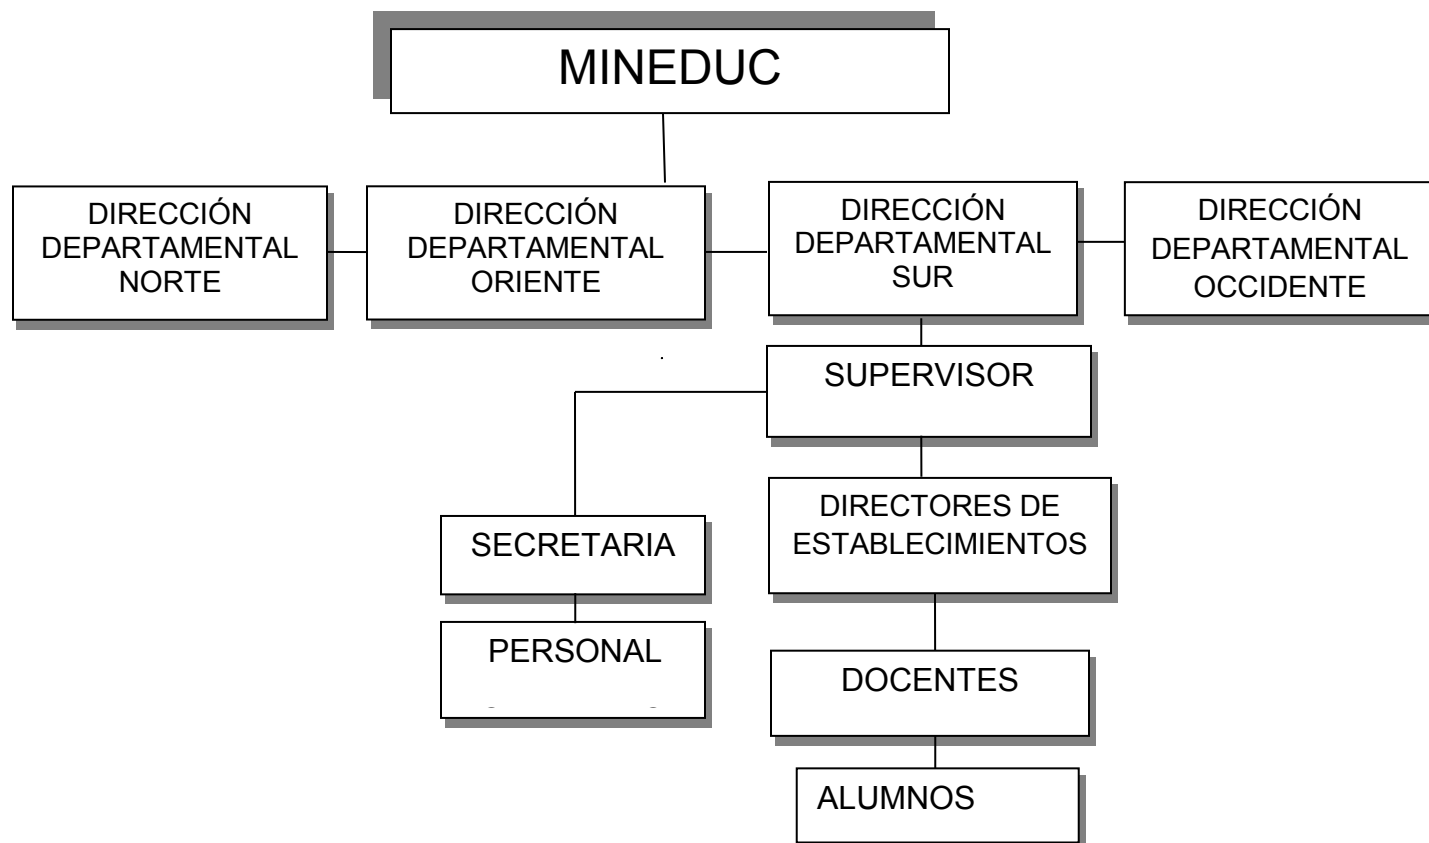 MINEDUC
DIRECCIÓN
DEPARTAMENTAL
NORTE
DIRECCIÓN
DEPARTAMENTAL
ORIENTE
DIRECCIÓN
DEPARTAMENTAL
SUR
DIRECCIÓN
DEPARTAMENTAL
OCCIDENTE
SUPERVISOR
SECRETARIA
DIRECTORES DE
ESTABLECIMIENTOS
PERSONAL
DOCENTES
ALUMNOS